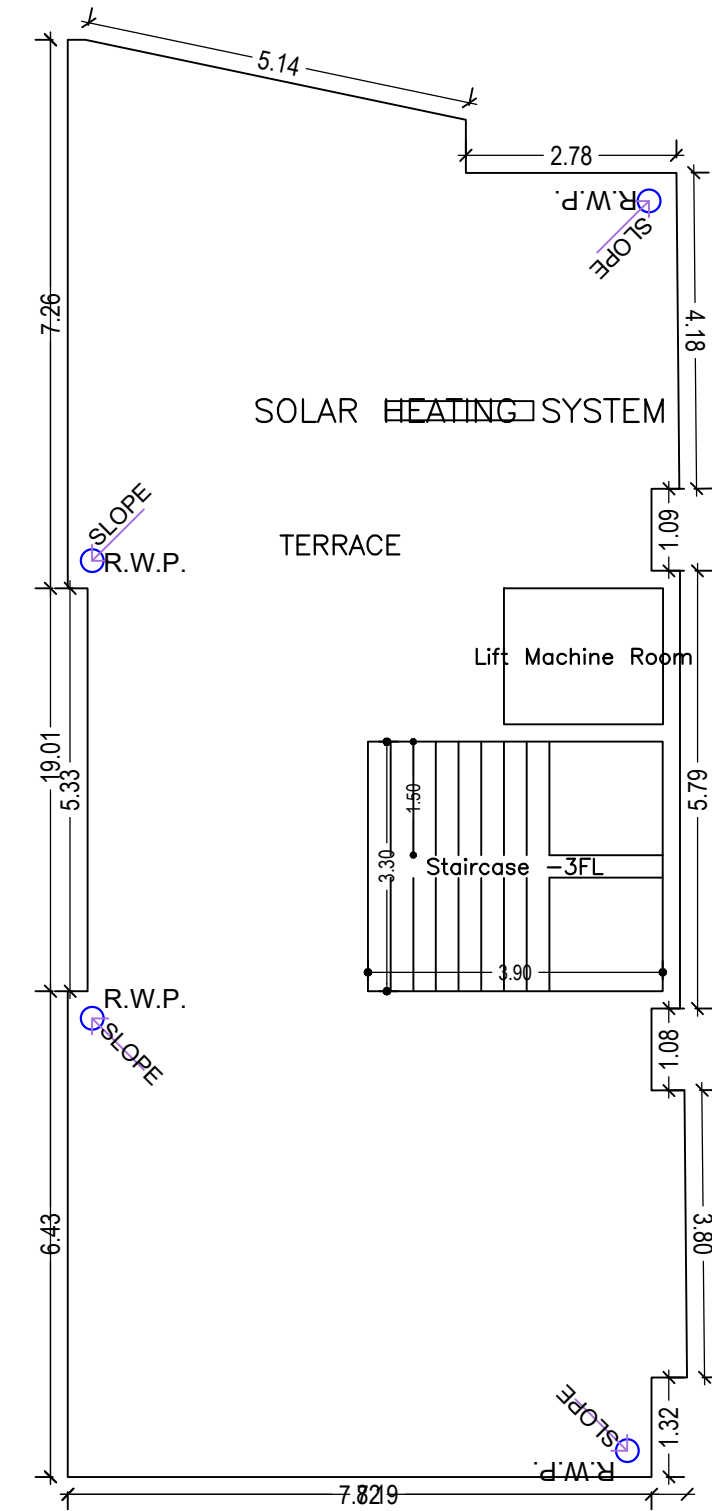 5.14
2.78
R.W.P.
SLOPE
7.26
4.18
SOLAR HEATING SYSTEM
SLOPE
R.W.P.
TERRACE
1.09
Lift Machine Room
19.01
5.33
5.79
1.50
3.30
Staircase -3FL
3.90
R.W.P.
SLOPE
1.08
6.43
3.80
SLOPE
R.W.P.
1.32